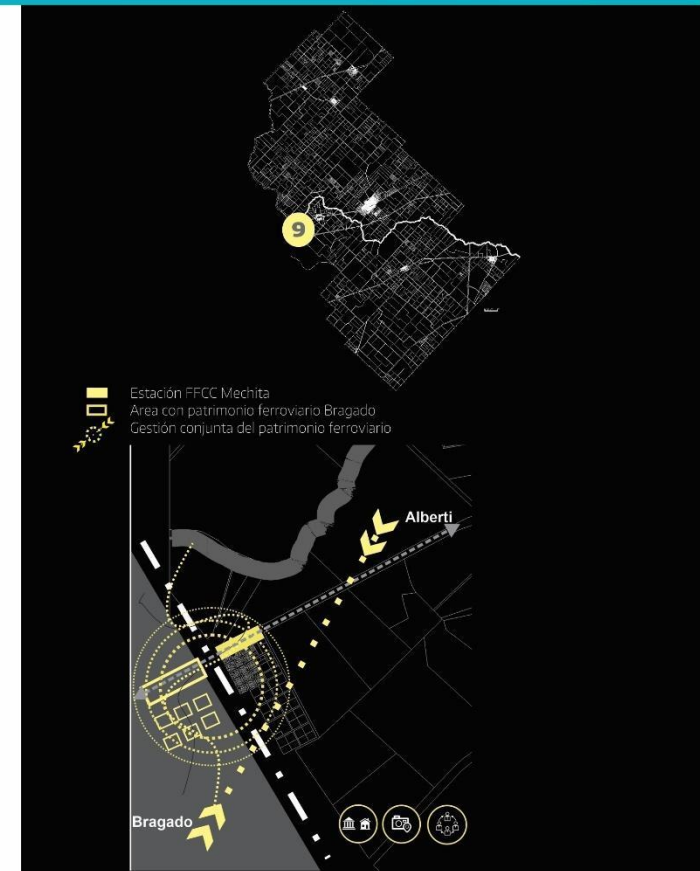 9
Estación FFCC Mechita
Area con patrimonio ferroviario Bragado
Gestión conjunta del patrimonio ferroviario
Alberti
Bragado